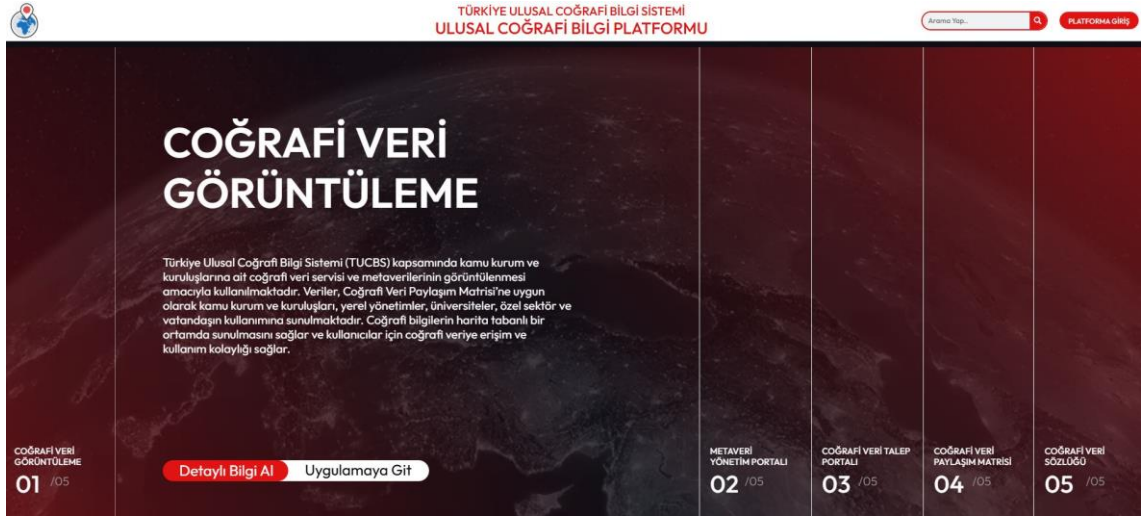 TÜRKİYE ULUSAL COĞRAFİ BİLGİ SİSTEMİ
ULUSAL COĞRAFİ BİLGİ PLATFORMU
Arama Yap..
PLATFORMA GİRİŞ
COĞRAFİ VERİ
GÖRÜNTÜLEME
Türkiye Ulusal Coğrafi Bilgi Sistemi (TUCBS) kapsamında kamu kurum ve
kuruluşlarına ait coğrafi veri servisi ve metaverilerinin görüntülenmesi
amacıyla kullanılmaktadır. Veriler, Coğrafi Veri Paylaşım Matrisi'ne uygun
olarak kamu kurum ve kuruluşları, yerel yönetimler, üniversiteler, özel sektör ve
vatandaşın kullanımına sunulmaktadır. Coğrafi bilgilerin harita tabanlı bir
ortamda sunulmasını sağlar ve kullanıcılar için coğrafi veriye erişim ve
kullanım kolaylığı sağlar.
Detaylı Bilgi Al
Uygulamaya Git
COĞRAFİ VERİ
GÖRÜNTÜLEME
01 /05
METAVERİ
YÖNETİM PORTALI
02 /05
COĞRAFİ VERİ TALEP
PORTALI
03 /05
COĞRAFİ VERİ
PAYLAŞIM MATRİSİ
04 /05
COĞRAFİ VERİ
SÖZLÜĞÜ
05 /05